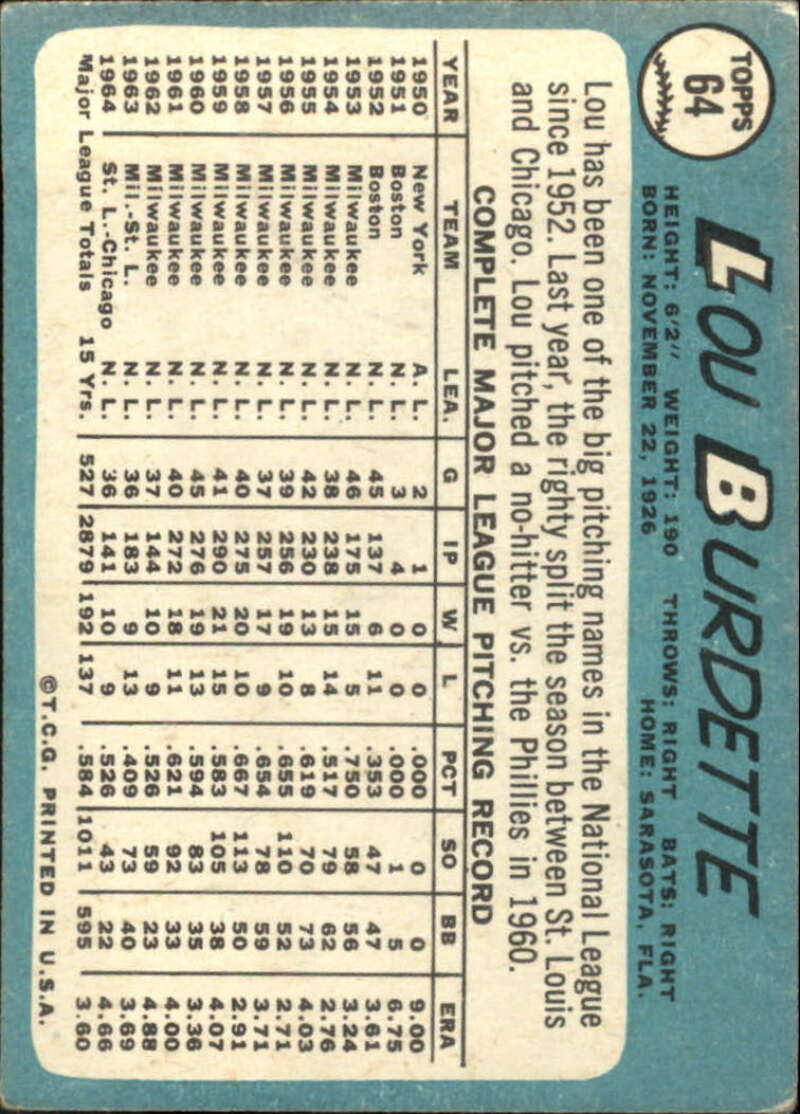 TOPPS
64
LOU BURDETTE
HEIGHT: 6/2" WEIGHT: 190 THROWS: RIGHT BATS: RIGHT
BORN: NOVEMBER 22, 1926 HOME: SARASOTA, FLA.
Lou has been one of the big pitching names in the National League
since 1952. Last year, the righty split the season between St. Louis
and Chicago. Lou pitched a no-hitter vs. the Phillies in 1960.
COMPLETE MAJOR LEAGUE PITCHING RECORD
YEAR TEAM LEA. G IP W L PCT SO BB ERA
1950 New York A. L. 2 1 0 0 .000 0 0 9.00
1951 Boston N. L. 3 4 0 0 .000 1 5 6.75
1952 Boston N. L. 45 137 6 11 .353 47 47 3.61
1953 Milwaukee N. L. 46 175 15 5 .750 58 56 3.24
1954 Milwaukee N. L. 38 238 15 14 .517 79 62 2.76
1955 Milwaukee N. L. 42 230 13 8 .619 70 73 4.03
1956 Milwaukee N. L. 39 256 19 10 .655 110 52 2.71
1957 Milwaukee N. L. 37 257 17 9 .654 78 59 3.71
1958 Milwaukee N. L. 40 275 20 10 .667 113 50 2.91
1959 Milwaukee N. L. 41 290 21 15 .583 105 38 4.07
1960 Milwaukee N. L. 45 276 19 13 .594 83 35 3.36
1961 Milwaukee N. L. 40 272 18 11 .621 92 33 4.00
1962 Milwaukee N. L. 37 144 10 9 .526 59 23 4.88
1963 Mil.-St. L. N. L. 36 183 9 13 .409 73 40 3.69
1964 St. L.-Chicago N. L. 36 141 10 9 .526 43 22 4.66
Major League Totals 15 Yrs. 527 2879 192 137 .584 1011 595 3.60
©T.C.G. PRINTED IN U.S.A.